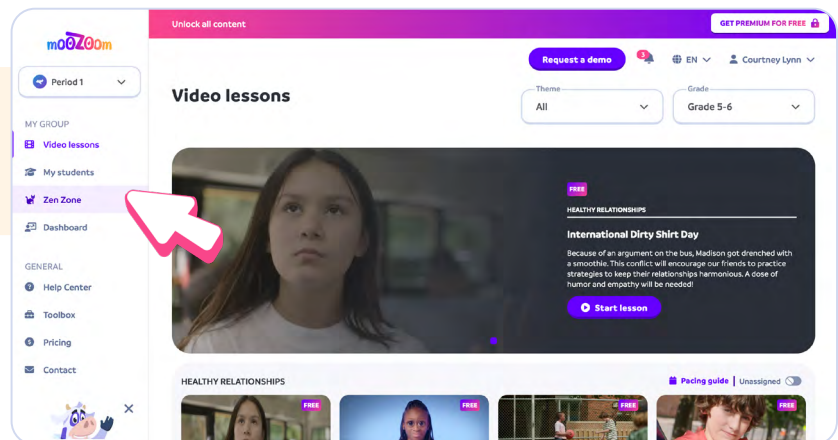 Unlock all content
GET PREMIUM FOR FREE
mooZoom
Period 1
Request a demo
3
EN
Courtney Lynn
Video lessons
Theme
All
Grade
Grade 5-6
MY GROUP
Video lessons
My students
Zen Zone
Dashboard
GENERAL
Help Center
Toolbox
Pricing
Contact
FREE
HEALTHY RELATIONSHIPS
International Dirty Shirt Day
Because of an argument on the bus, Madison got drenched with
a smoothie. This conflict will encourage our friends to practice
strategies to keep their relationships harmonious. A dose of
humor and empathy will be needed!
Start lesson
HEALTHY RELATIONSHIPS
Pacing guide
Unassigned
FREE
FREE
FREE
FREE